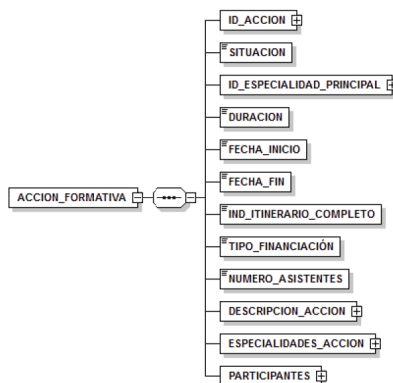 ID_ACCION
SITUACION
ID_ESPECIALIDAD_PRINCIPAL
DURACION
FECHA_INICIO
FECHA_FIN
ACCION_FORMATIVA
IND_ITINERARIO_COMPLETO
TIPO_FINANCIACIÓN
NUMERO_ASISTENTES
DESCRIPCION_ACCION
ESPECIALIDADES_ACCION
PARTICIPANTES